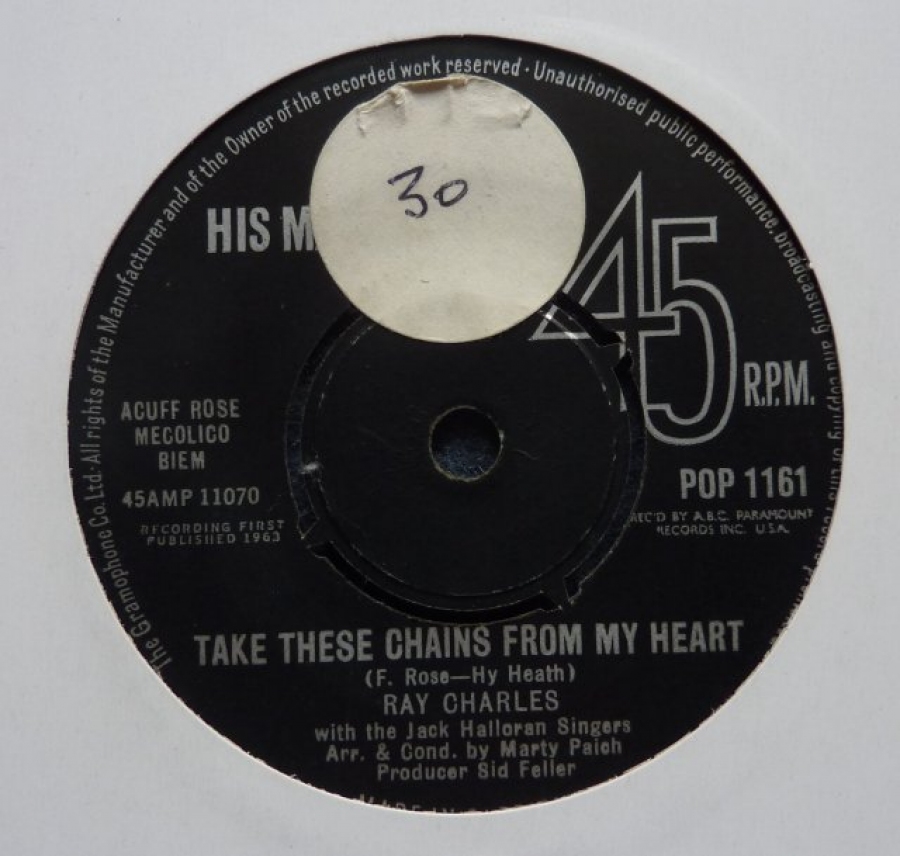 The Gramophone Co. Ltd. · All rights of the Manufacturer and of the Owner of the recorded work reserved · Unauthorised public performance, broadcasting and copying of
30
HIS
45
R.P.M.
ACUFF ROSE
MECOLICO
BIEM
45AMP 11070
RECORDING FIRST
PUBLISHED 1963
POP 1161
REC'D BY A.B.C. PARAMOUNT
RECORDS INC. U.S.A.
TAKE THESE CHAINS FROM MY HEART
(F. Rose—Hy Heath)
RAY CHARLES
with the Jack Halloran Singers
Arr. & Cond. by Marty Paich
Producer Sid Feller